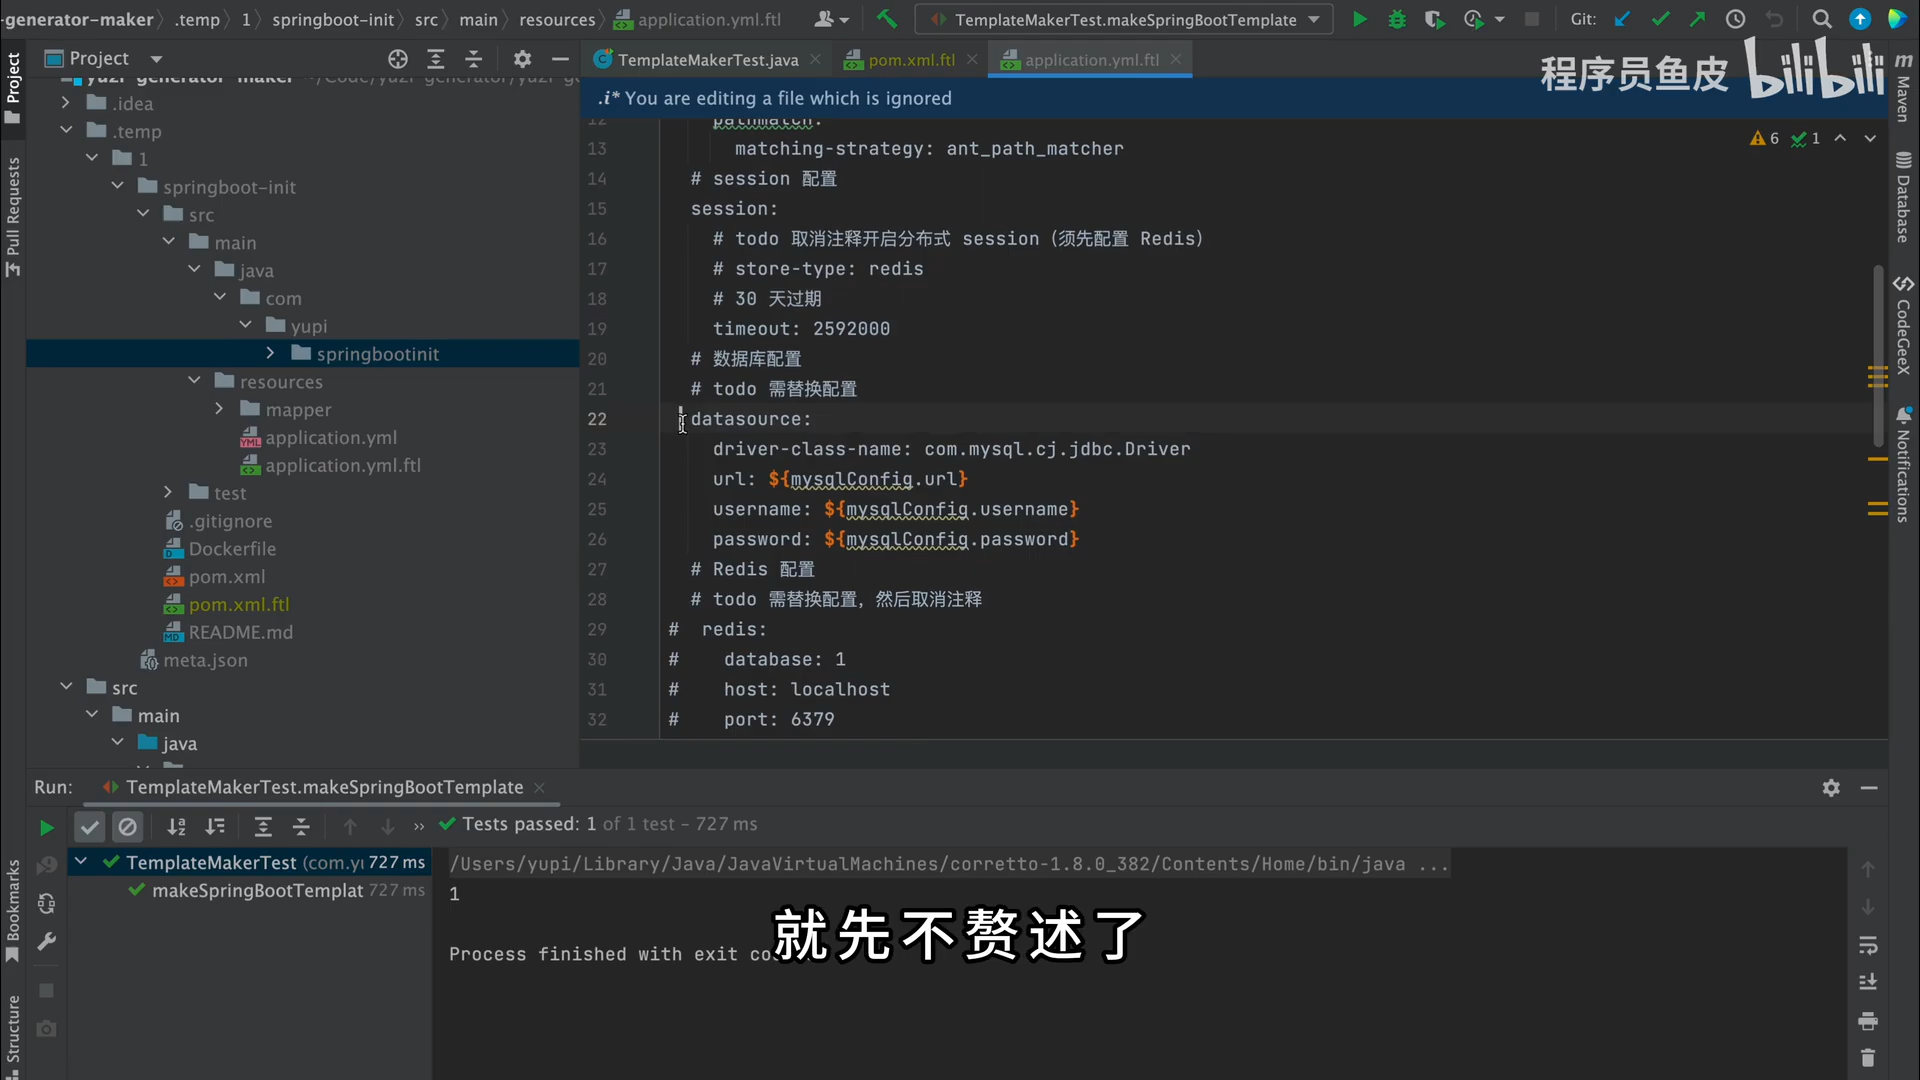 -generator-maker
.temp
1
springboot-init
src
main
resources
application.yml.ftl
TemplateMakerTest.makeSpringBootTemplate
Git:
Project
TemplateMakerTest.java
pom.xml.ftl
application.yml.ftl
程序员鱼皮 bilibili
.i* You are editing a file which is ignored
6
1
Project
Pull Requests
Bookmarks
Structure
Maven
Database
CodeGeeX
Notifications
.idea
.temp
1
springboot-init
src
main
java
com
yupi
springbootinit
resources
mapper
application.yml
application.yml.ftl
test
.gitignore
Dockerfile
pom.xml
pom.xml.ftl
README.md
meta.json
src
main
java
12 pathmatch:
13 matching-strategy: ant_path_matcher
14 # session 配置
15 session:
16 # todo 取消注释开启分布式 session（须先配置 Redis）
17 # store-type: redis
18 # 30 天过期
19 timeout: 2592000
20 # 数据库配置
21 # todo 需替换配置
22 datasource:
23 driver-class-name: com.mysql.cj.jdbc.Driver
24 url: ${mysqlConfig.url}
25 username: ${mysqlConfig.username}
26 password: ${mysqlConfig.password}
27 # Redis 配置
28 # todo 需替换配置，然后取消注释
29 # redis:
30 # database: 1
31 # host: localhost
32 # port: 6379
Run: TemplateMakerTest.makeSpringBootTemplate
Tests passed: 1 of 1 test – 727 ms
TemplateMakerTest (com.yu 727 ms
makeSpringBootTemplat 727 ms
/Users/yupi/Library/Java/JavaVirtualMachines/corretto-1.8.0_382/Contents/Home/bin/java ...
1
Process finished with exit co
就先不赘述了